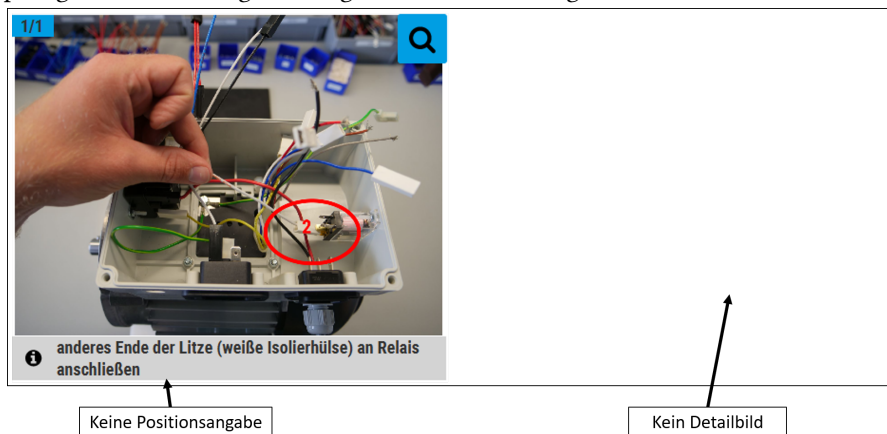 1/1
2
anderes Ende der Litze (weiße Isolierhülse) an Relais
anschließen
Keine Positionsangabe
Kein Detailbild